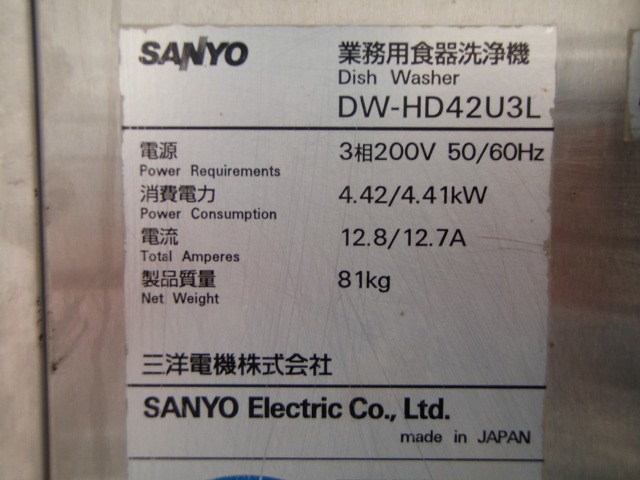 SANYO 業務用食器洗浄機
Dish Washer
DW-HD42U3L
電源 3相200V 50/60Hz
Power Requirements
消費電力 4.42/4.41kW
Power Consumption
電流 12.8/12.7A
Total Amperes
製品質量 81kg
Net Weight
三洋電機株式会社
SANYO Electric Co., Ltd.
made in JAPAN